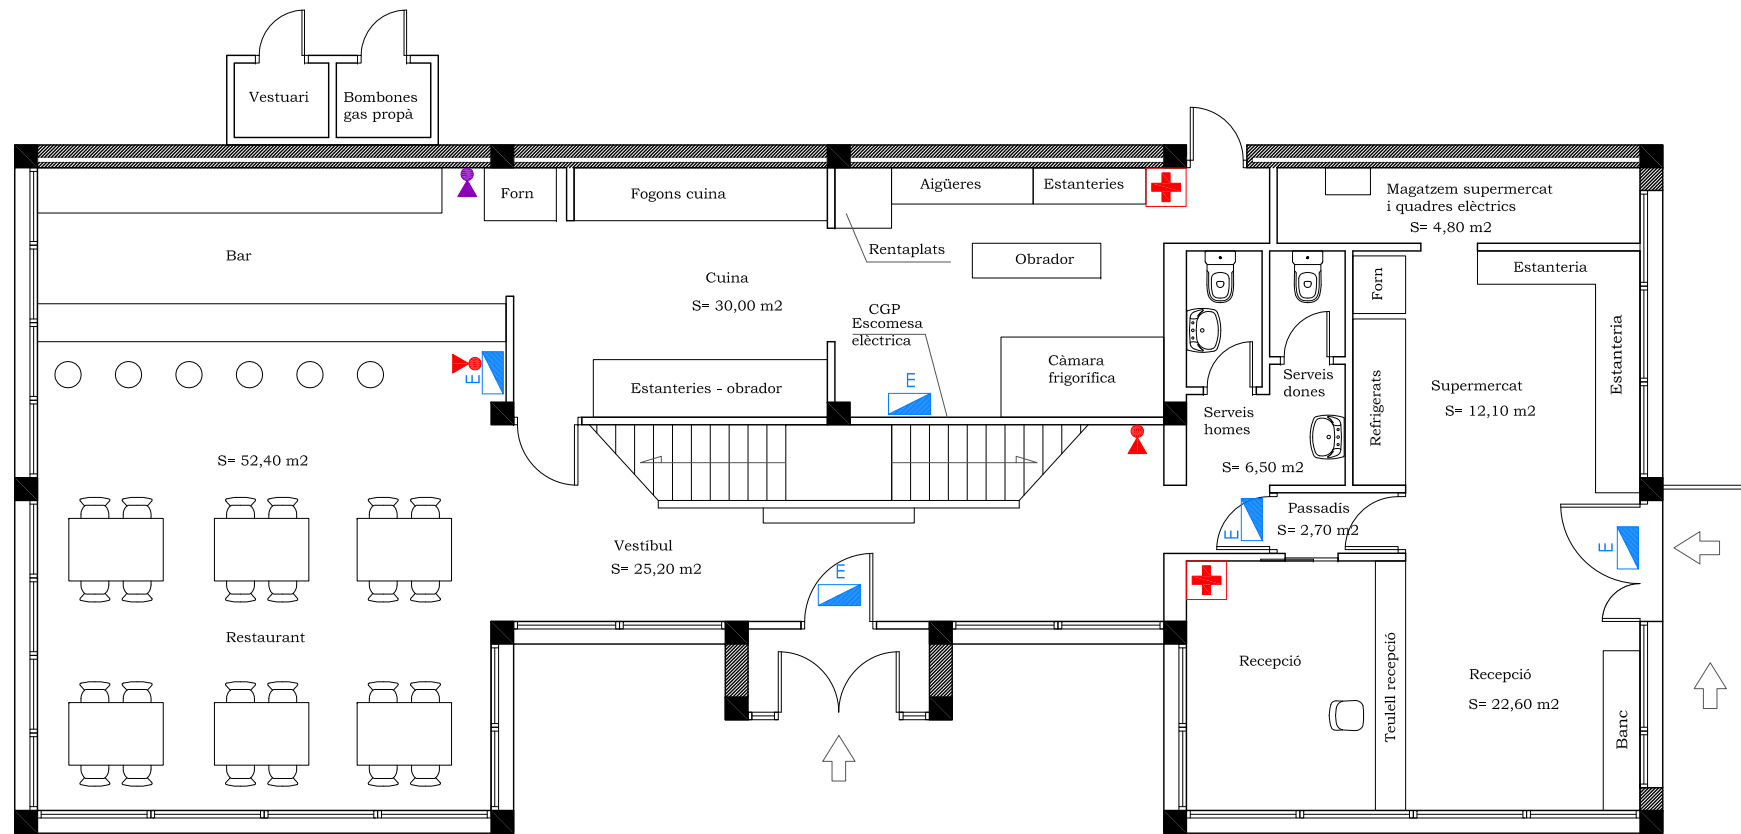 Vestuari
Bombones
gas propà
Forn
Fogons cuina
Aigüeres
Estanteries
Magatzem supermercat
i quadres elèctrics
S= 4,80 m2
Bar
Rentaplats
Obrador
Cuina
S= 30,00 m2
CGP
Escomesa
elèctrica
Estanteria
Forn
Estanteria
Càmara
frigorífica
E
E
Estanteries - obrador
Serveis
dones
Serveis
homes
Refrigerats
Supermercat
S= 12,10 m2
S= 52,40 m2
S= 6,50 m2
Passadís
S= 2,70 m2
E
E
Vestíbul
S= 25,20 m2
E
Restaurant
Recepció
Teulell recepció
Recepció
S= 22,60 m2
Banc